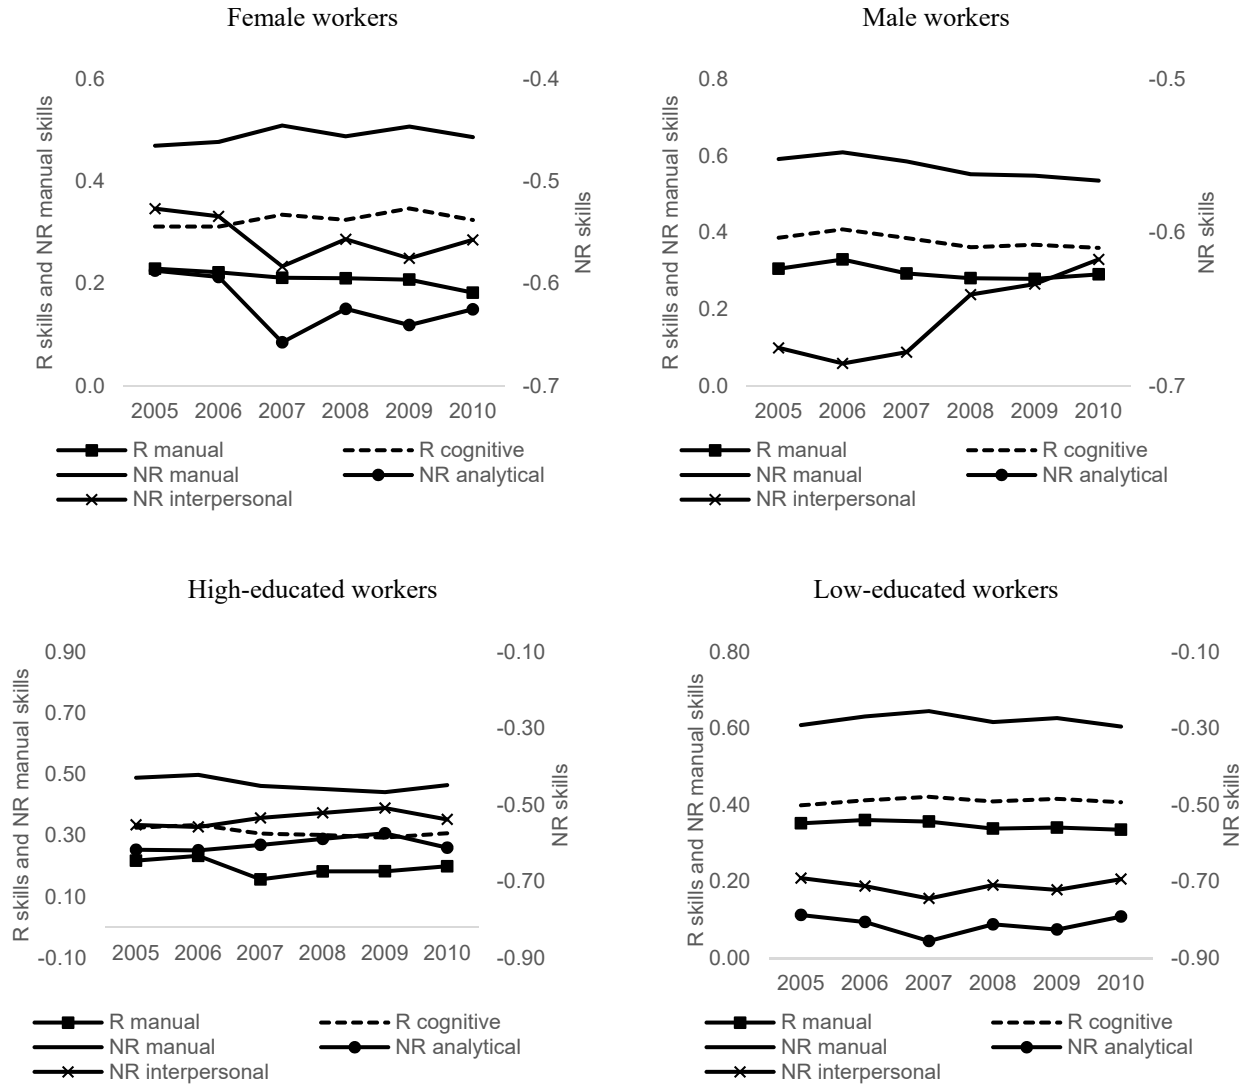 Female workers
Male workers
0.6
0.4
0.2
0.0
R skills and NR manual skills
-0.4
-0.5
-0.6
-0.7
NR skills
2005 2006 2007 2008 2009 2010
R manual
R cognitive
NR manual
NR analytical
NR interpersonal
0.8
0.6
0.4
0.2
0.0
R skills and NR manual skills
-0.5
-0.6
-0.7
NR skills
2005 2006 2007 2008 2009 2010
R manual
R cognitive
NR manual
NR analytical
NR interpersonal
High-educated workers
Low-educated workers
0.90
0.70
0.50
0.30
0.10
-0.10
R skills and NR manual skills
-0.10
-0.30
-0.50
-0.70
-0.90
NR skills
2005 2006 2007 2008 2009 2010
R manual
R cognitive
NR manual
NR analytical
NR interpersonal
0.80
0.60
0.40
0.20
0.00
R skills and NR manual skills
-0.10
-0.30
-0.50
-0.70
-0.90
NR skills
2005 2006 2007 2008 2009 2010
R manual
R cognitive
NR manual
NR analytical
NR interpersonal